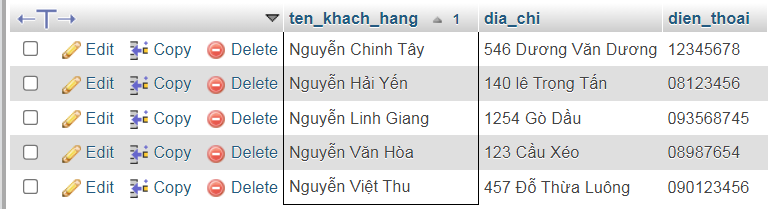 ten_khach_hang 1 dia_chi dien_thoai
Edit Copy Delete Nguyễn Chinh Tây 546 Dương Văn Dương 12345678
Edit Copy Delete Nguyễn Hải Yến 140 lê Trọng Tấn 08123456
Edit Copy Delete Nguyễn Linh Giang 1254 Gò Dầu 093568745
Edit Copy Delete Nguyễn Văn Hòa 123 Cầu Xéo 08987654
Edit Copy Delete Nguyễn Việt Thu 457 Đỗ Thừa Luông 090123456